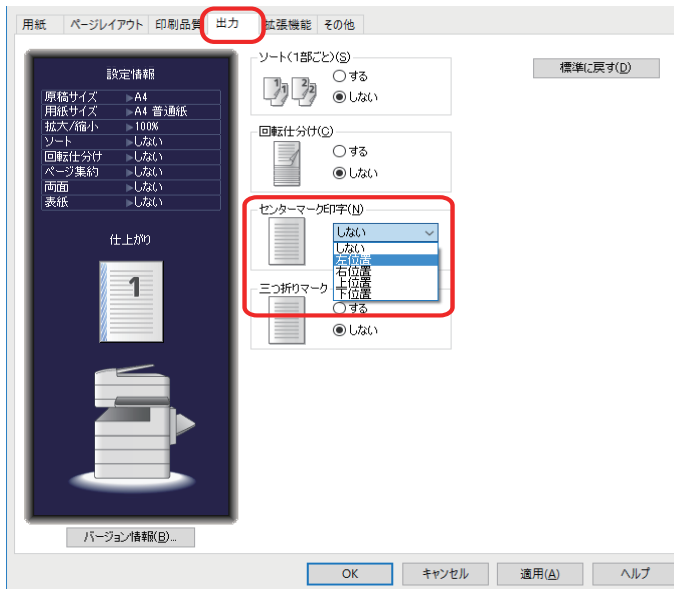 用紙 ページレイアウト 印刷品質 出力 拡張機能 その他
設定情報
原稿サイズ ▶A4
用紙サイズ ▶A4 普通紙
拡大/縮小 ▶100%
ソート ▶しない
回転仕分け ▶しない
ページ集約 ▶しない
両面 ▶しない
表紙 ▶しない
仕上がり
1
バージョン情報(B)...
ソート(1部ごと)(S)
1 1 2 2
する
しない
回転仕分け(C)
する
しない
センターマーク印字(N)
しない
しない
左位置
右位置
上位置
下位置
三つ折りマーク
する
しない
標準に戻す(D)
OK キャンセル 適用(A) ヘルプ